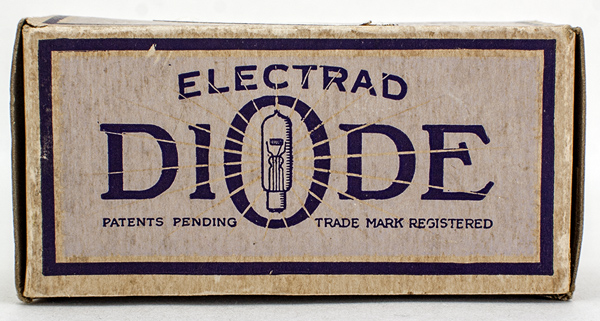 ELECTRAD
DIODE
PATENTS PENDING TRADE MARK REGISTERED